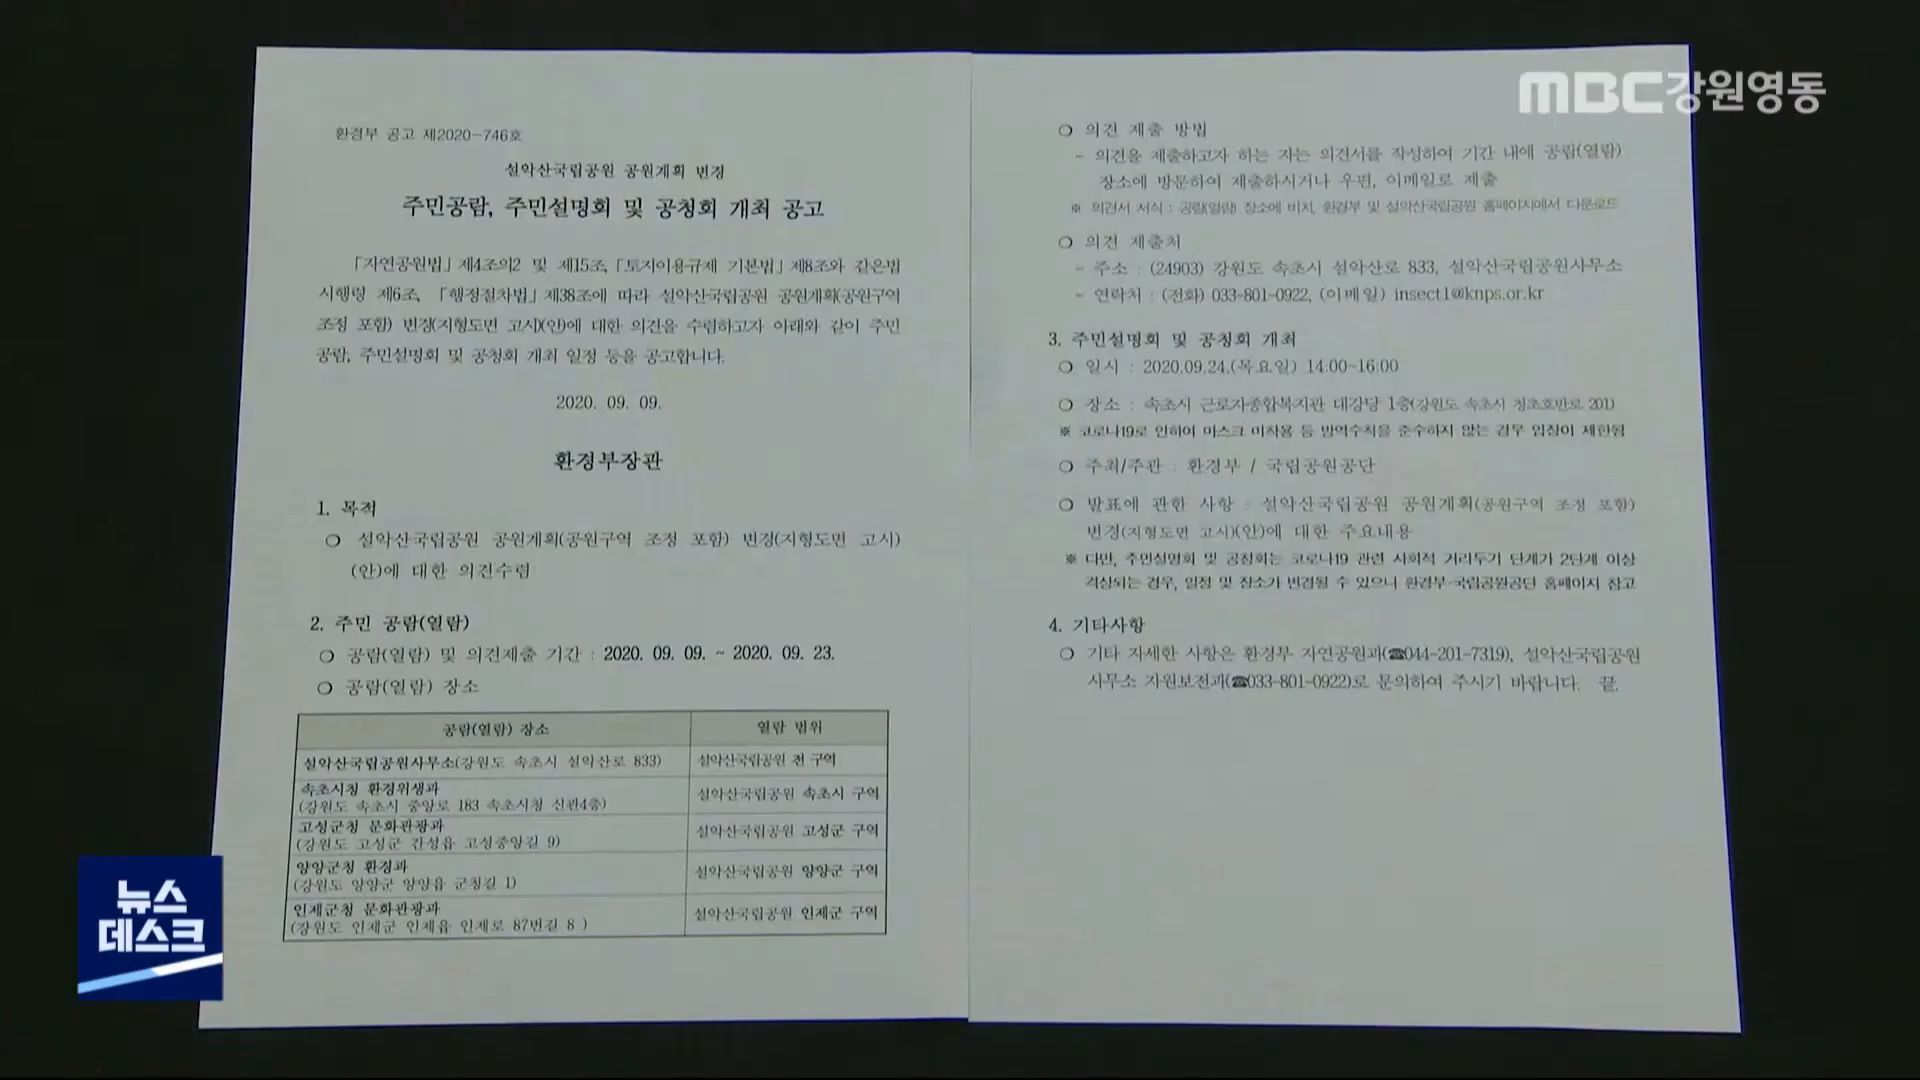 MBC강원영동
환경부 공고 제2020-746호
설악산국립공원 공원계획 변경
주민공람, 주민설명회 및 공청회 개최 공고
「자연공원법」제4조의2 및 제15조,「토지이용규제 기본법」제8조와 같은법
시행령 제6조, 「행정절차법」제38조에 따라 설악산국립공원 공원계획(공원구역
조정 포함) 변경(지형도면 고시)(안)에 대한 의견을 수렴하고자 아래와 같이 주민
공람, 주민설명회 및 공청회 개최 일정 등을 공고합니다.
2020. 09. 09.
환경부장관
1. 목적
❍ 설악산국립공원 공원계획(공원구역 조정 포함) 변경(지형도면 고시)
(안)에 대한 의견수렴
2. 주민 공람(열람)
❍ 공람(열람) 및 의견제출 기간 : 2020. 09. 09. ~ 2020. 09. 23.
❍ 공람(열람) 장소
공람(열람) 장소 열람 범위
설악산국립공원사무소(강원도 속초시 설악산로 833) 설악산국립공원 전 구역
속초시청 환경위생과
(강원도 속초시 중앙로 183 속초시청 신관4층) 설악산국립공원 속초시 구역
고성군청 문화관광과
(강원도 고성군 간성읍 고성중앙길 9) 설악산국립공원 고성군 구역
양양군청 환경과
(강원도 양양군 양양읍 군청길 1) 설악산국립공원 양양군 구역
인제군청 문화관광과
(강원도 인제군 인제읍 인제로 87번길 8 ) 설악산국립공원 인제군 구역
❍ 의견 제출 방법
- 의견을 제출하고자 하는 자는 의견서를 작성하여 기간 내에 공람(열람)
장소에 방문하여 제출하시거나 우편, 이메일로 제출
※ 의견서 서식 : 공람(열람) 장소에 비치, 환경부 및 설악산국립공원 홈페이지에서 다운로드
❍ 의견 제출처
- 주소 : (24903) 강원도 속초시 설악산로 833, 설악산국립공원사무소
- 연락처 : (전화) 033-801-0922, (이메일) insect1@knps.or.kr
3. 주민설명회 및 공청회 개최
❍ 일시 : 2020.09.24.(목요일) 14:00~16:00
❍ 장소 : 속초시 근로자종합복지관 대강당 1층(강원도 속초시 청초호반로 201)
※ 코로나19로 인하여 마스크 미착용 등 방역수칙을 준수하지 않는 경우 입장이 제한됨
❍ 주최/주관 : 환경부 / 국립공원공단
❍ 발표에 관한 사항 : 설악산국립공원 공원계획(공원구역 조정 포함)
변경(지형도면 고시)(안)에 대한 주요내용
※ 다만, 주민설명회 및 공청회는 코로나19 관련 사회적 거리두기 단계가 2단계 이상
격상되는 경우, 일정 및 장소가 변경될 수 있으니 환경부·국립공원공단 홈페이지 참고
4. 기타사항
❍ 기타 자세한 사항은 환경부 자연공원과(☎044-201-7319), 설악산국립공원
사무소 자원보전과(☎033-801-0922)로 문의하여 주시기 바랍니다. 끝.
뉴스
데스크